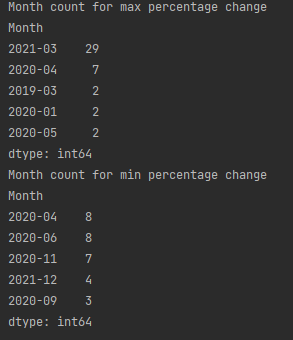 Month count for max percentage change
Month
2021-03    29
2020-04     7
2019-03     2
2020-01     2
2020-05     2
dtype: int64
Month count for min percentage change
Month
2020-04    8
2020-06    8
2020-11    7
2021-12    4
2020-09    3
dtype: int64